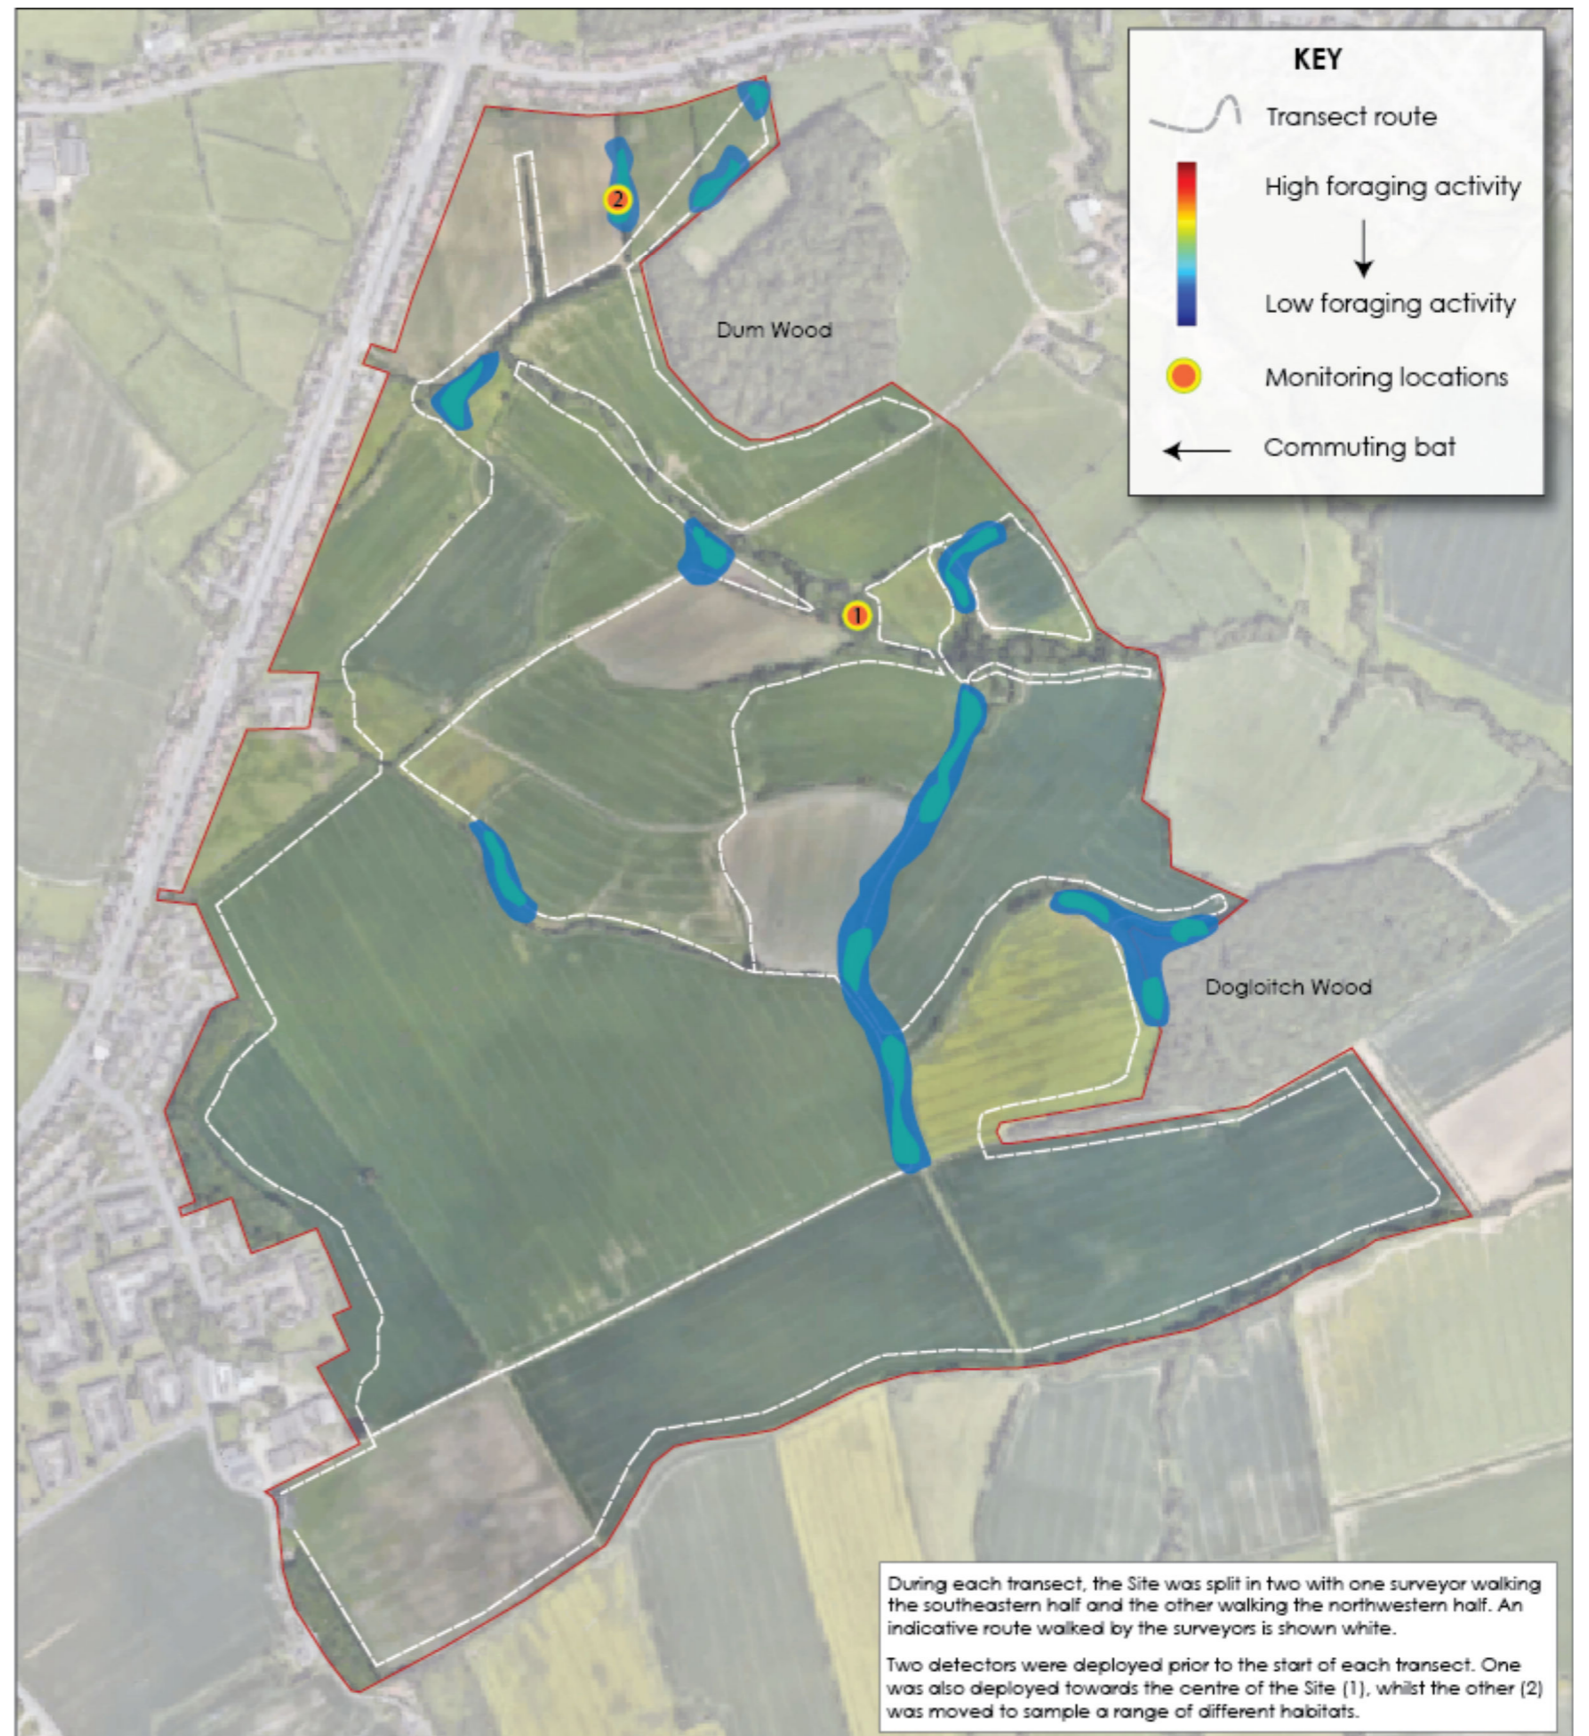 KEY
Transect route
High foraging activity
Low foraging activity
Monitoring locations
Commuting bat
2
Dum Wood
1
Dogloitch Wood
During each transect, the Site was split in two with one surveyor walking
the southeastern half and the other walking the northwestern half. An
indicative route walked by the surveyors is shown white.
Two detectors were deployed prior to the start of each transect. One
was also deployed towards the centre of the Site (1), whilst the other (2)
was moved to sample a range of different habitats.